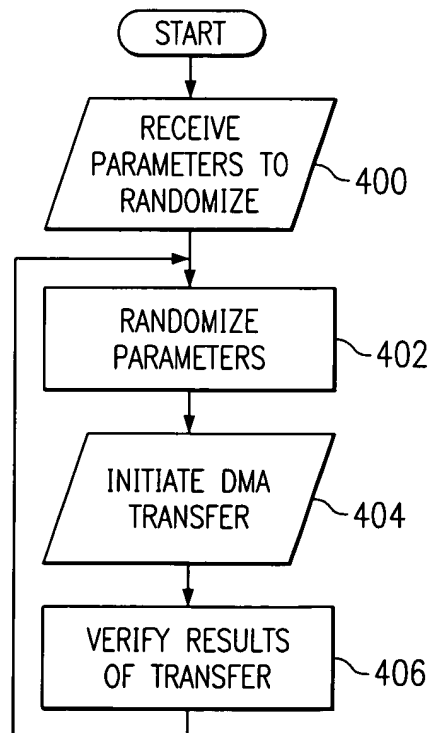 START
RECEIVE
PARAMETERS TO
RANDOMIZE
400
RANDOMIZE
PARAMETERS
402
INITIATE DMA
TRANSFER
404
VERIFY RESULTS
OF TRANSFER
406